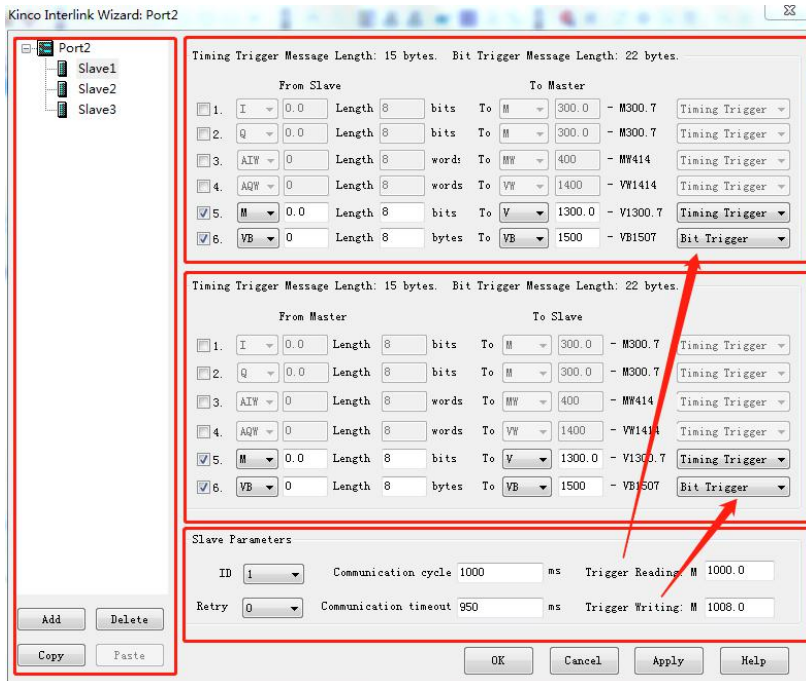 Kinco Interlink Wizard: Port2
Port2
Slave1
Slave2
Slave3
Timing Trigger Message Length: 15 bytes. Bit Trigger Message Length: 22 bytes.
From Slave To Master
1. I 0.0 Length 8 bits To M 300.0 - M300.7 Timing Trigger
2. Q 0.0 Length 8 bits To M 300.0 - M300.7 Timing Trigger
3. AIW 0 Length 8 words To MW 400 - MW414 Timing Trigger
4. AQW 0 Length 8 words To VW 1400 - VW1414 Timing Trigger
5. M 0.0 Length 8 bits To V 1300.0 - V1300.7 Timing Trigger
6. VB 0 Length 8 bytes To VB 1500 - VB1507 Bit Trigger
Timing Trigger Message Length: 15 bytes. Bit Trigger Message Length: 22 bytes.
From Master To Slave
1. I 0.0 Length 8 bits To M 300.0 - M300.7 Timing Trigger
2. Q 0.0 Length 8 bits To M 300.0 - M300.7 Timing Trigger
3. AIW 0 Length 8 words To MW 400 - MW414 Timing Trigger
4. AQW 0 Length 8 words To VW 1400 - VW1414 Timing Trigger
5. M 0.0 Length 8 bits To V 1300.0 - V1300.7 Timing Trigger
6. VB 0 Length 8 bytes To VB 1500 - VB1507 Bit Trigger
Slave Parameters
ID 1 Communication cycle 1000 ms Trigger Reading: M 1000.0
Retry 0 Communication timeout 950 ms Trigger Writing: M 1008.0
Add Delete
Copy Paste
OK Cancel Apply Help